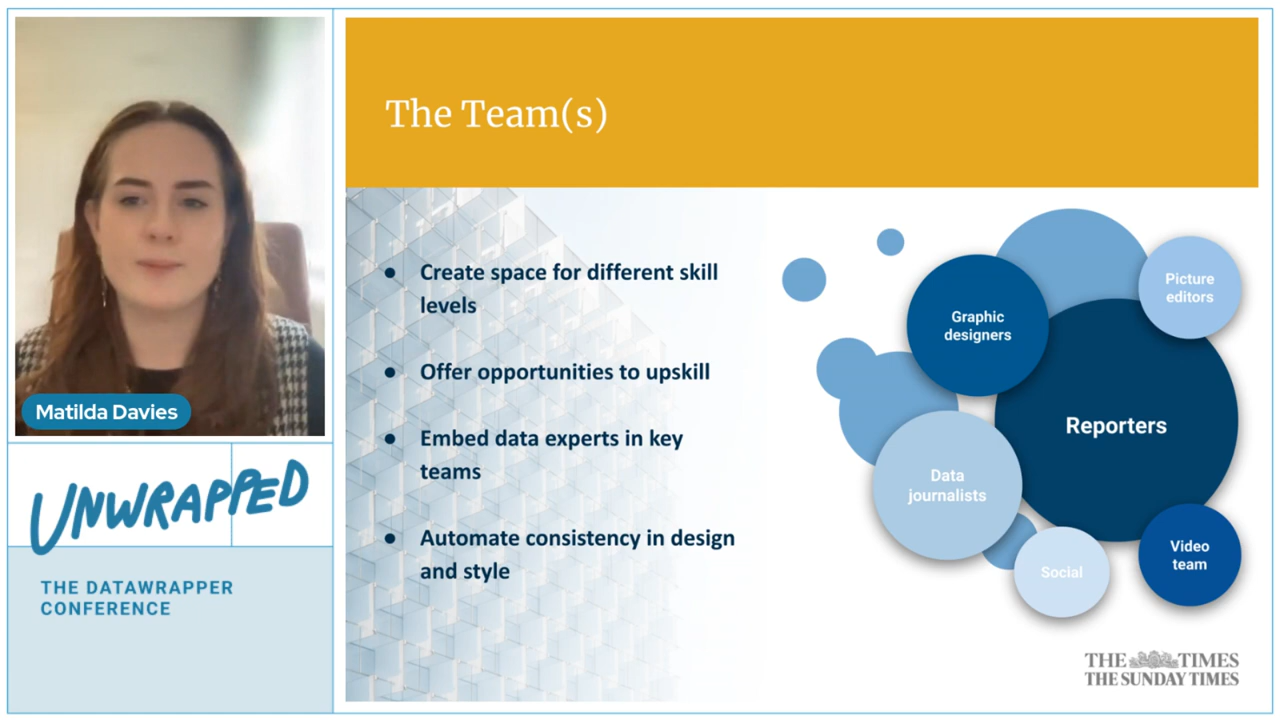 The Team(s)
Matilda Davies
UNWRAPPED
THE DATAWRAPPER
CONFERENCE
● Create space for different skill
levels
● Offer opportunities to upskill
● Embed data experts in key
teams
● Automate consistency in design
and style
Graphic
designers
Picture
editors
Reporters
Data
journalists
Social
Video
team
THE TIMES
THE SUNDAY TIMES